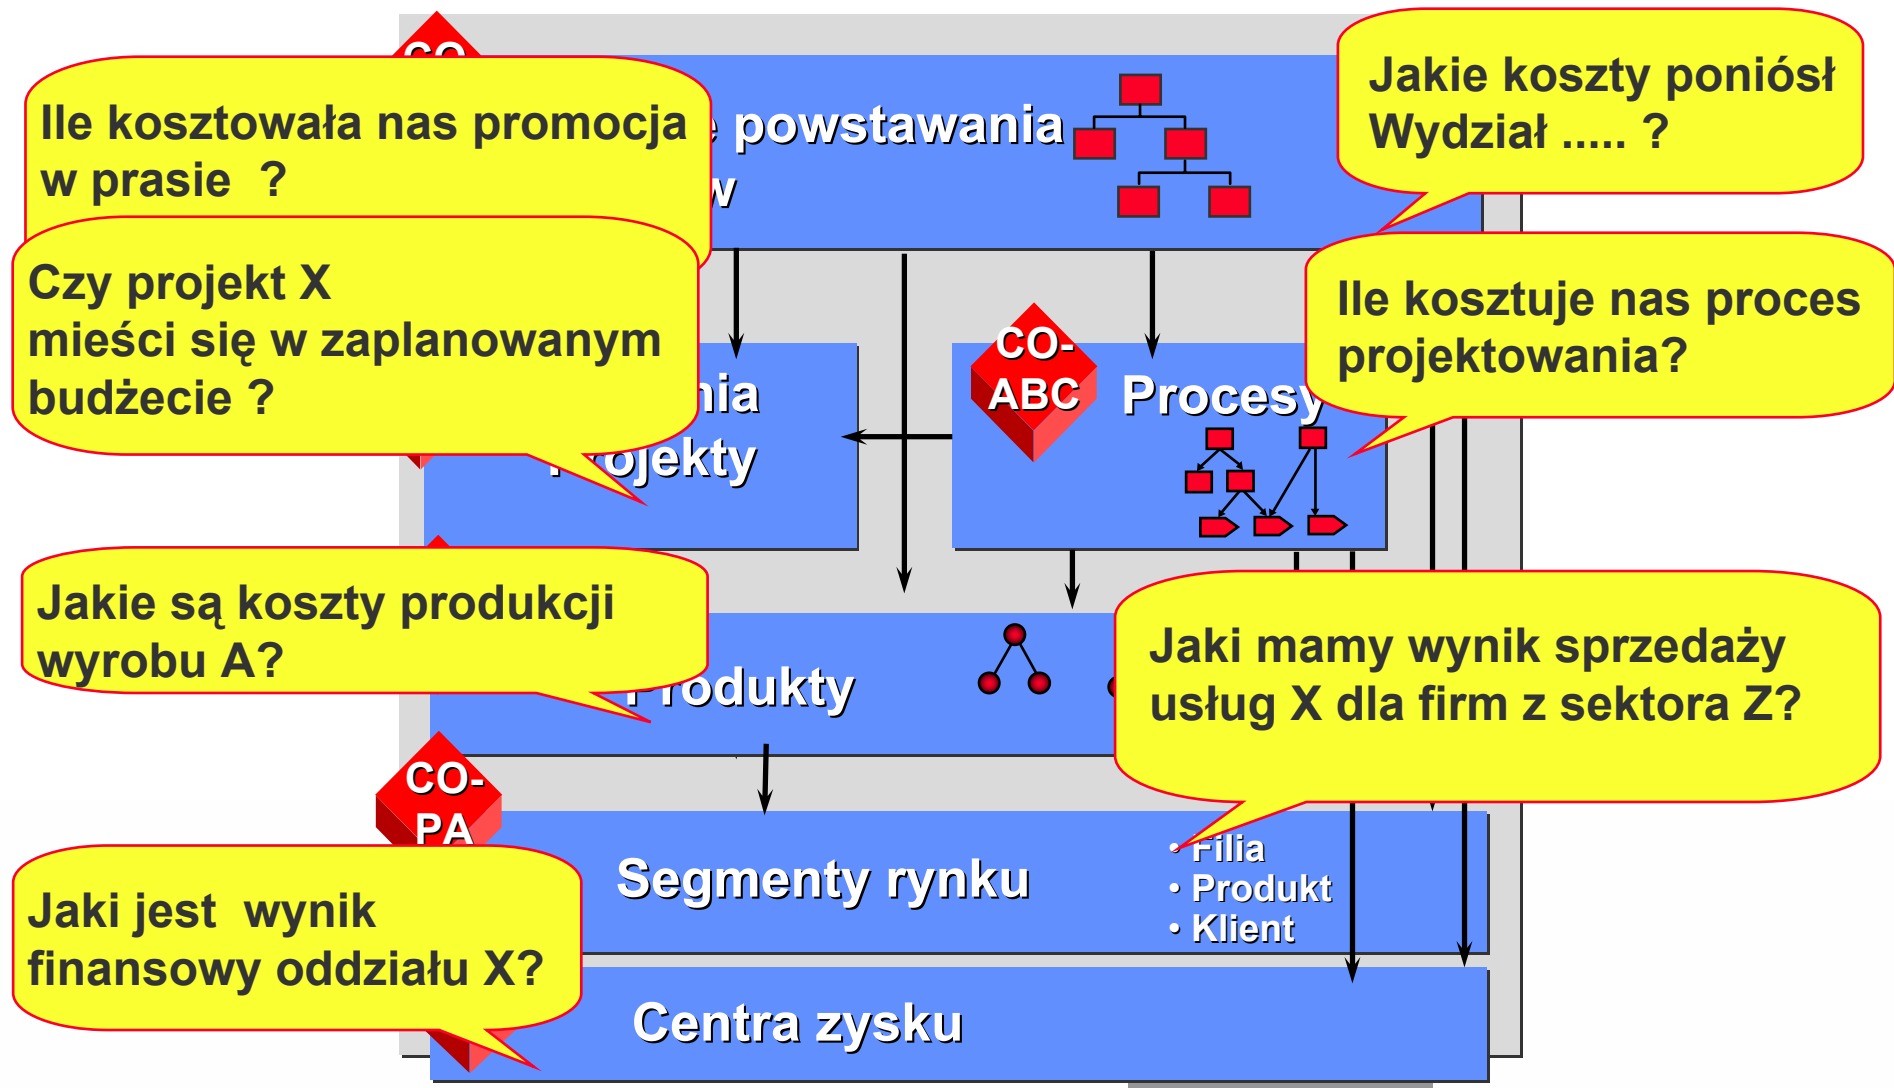 CO
Ile kosztowała nas promocja
w prasie ?
powstawania
w
Jakie koszty poniósł
Wydział ..... ?
Czy projekt X
mieści się w zaplanowanym
budżecie ?
Ile kosztuje nas proces
projektowania?
CO-
ABC
Procesy
Projekty
Jakie są koszty produkcji
wyrobu A?
Produkty
Jaki mamy wynik sprzedaży
usług X dla firm z sektora Z?
CO-
PA
Segmenty rynku
• Filia
• Produkt
• Klient
Jaki jest wynik
finansowy oddziału X?
Centra zysku